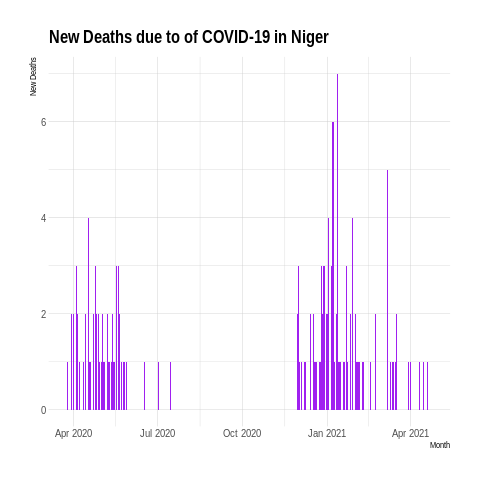 New Deaths due to of COVID-19 in Niger
New Deaths
6
4
2
0
Apr 2020 Jul 2020 Oct 2020 Jan 2021 Apr 2021
Month